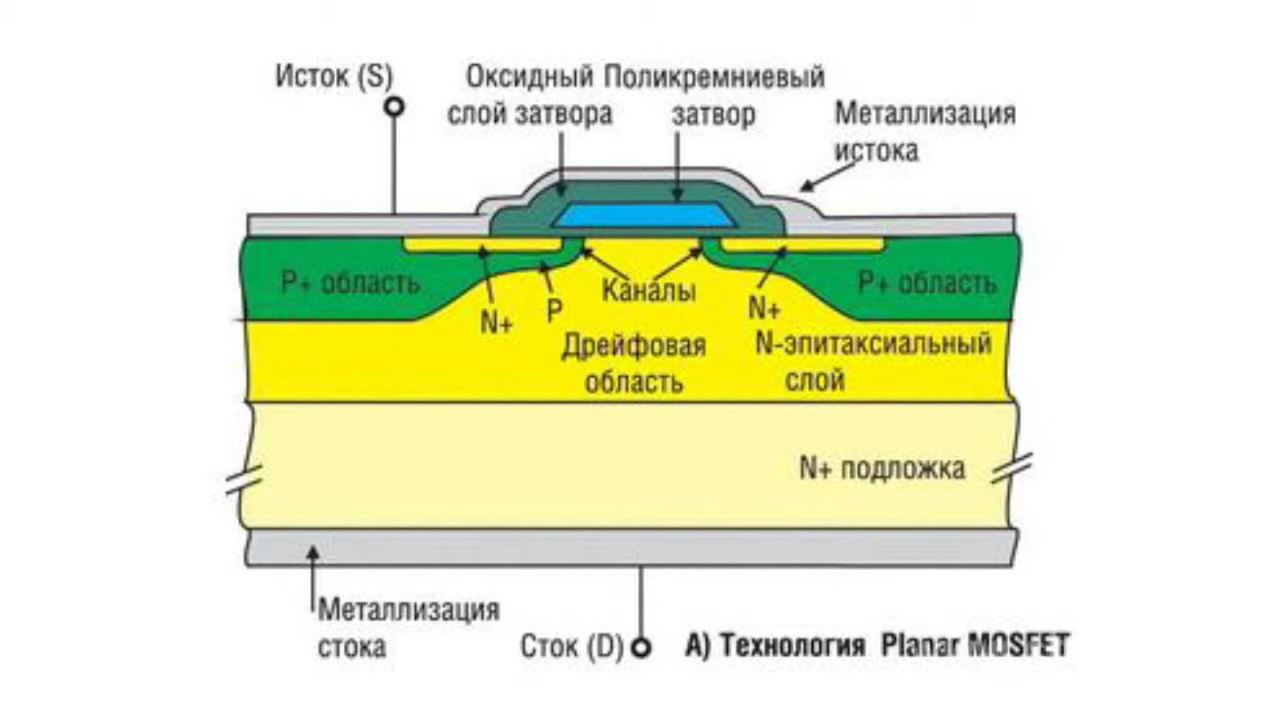 Исток (S)
Оксидный
слой затвора
Поликремниевый
затвор
Металлизация
истока
P+ область
N+
P
Каналы
N+
P+ область
Дрейфовая
область
N-эпитаксиальный
слой
N+ подложка
Металлизация
стока
Сток (D)
А) Технология Planar MOSFET